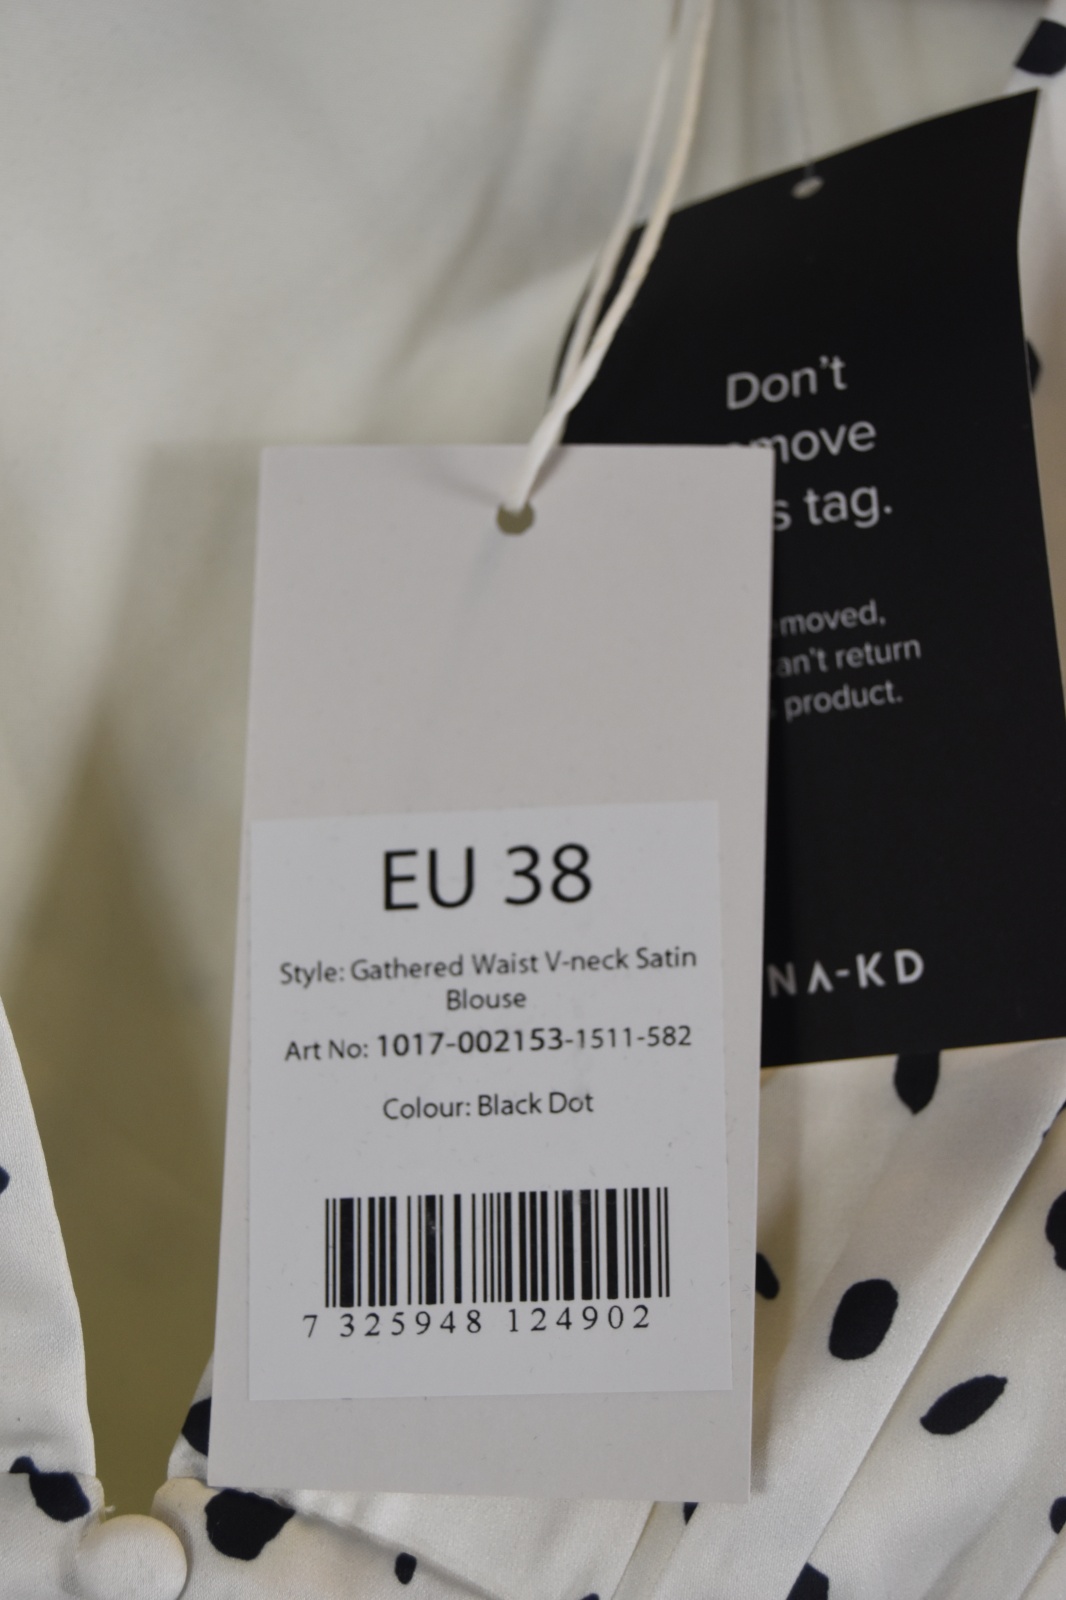 Don't
move
s tag.
moved,
an't return
product.
NA-KD
EU 38
Style: Gathered Waist V-neck Satin
Blouse
Art No: 1017-002153-1511-582
Colour: Black Dot
7 325948 124902